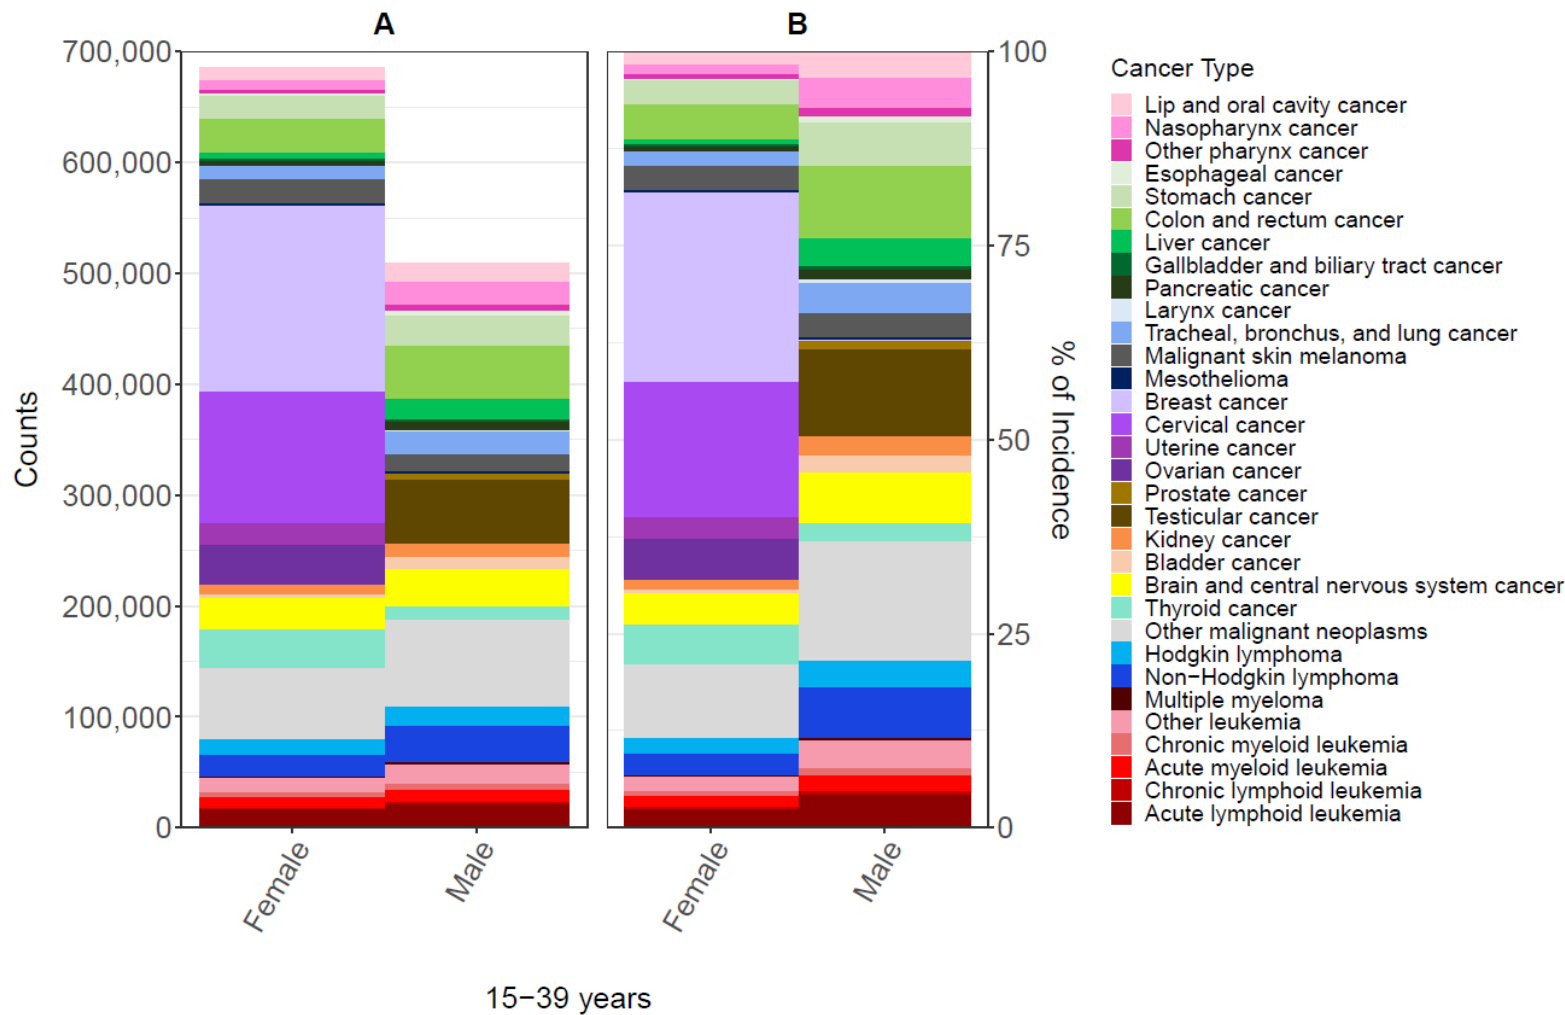 A
B
700,000
600,000
500,000
400,000
300,000
200,000
100,000
0
Counts
100
75
50
25
0
% of Incidence
Female
Male
Female
Male
15−39 years
Cancer Type
Lip and oral cavity cancer
Nasopharynx cancer
Other pharynx cancer
Esophageal cancer
Stomach cancer
Colon and rectum cancer
Liver cancer
Gallbladder and biliary tract cancer
Pancreatic cancer
Larynx cancer
Tracheal, bronchus, and lung cancer
Malignant skin melanoma
Mesothelioma
Breast cancer
Cervical cancer
Uterine cancer
Ovarian cancer
Prostate cancer
Testicular cancer
Kidney cancer
Bladder cancer
Brain and central nervous system cancer
Thyroid cancer
Other malignant neoplasms
Hodgkin lymphoma
Non−Hodgkin lymphoma
Multiple myeloma
Other leukemia
Chronic myeloid leukemia
Acute myeloid leukemia
Chronic lymphoid leukemia
Acute lymphoid leukemia